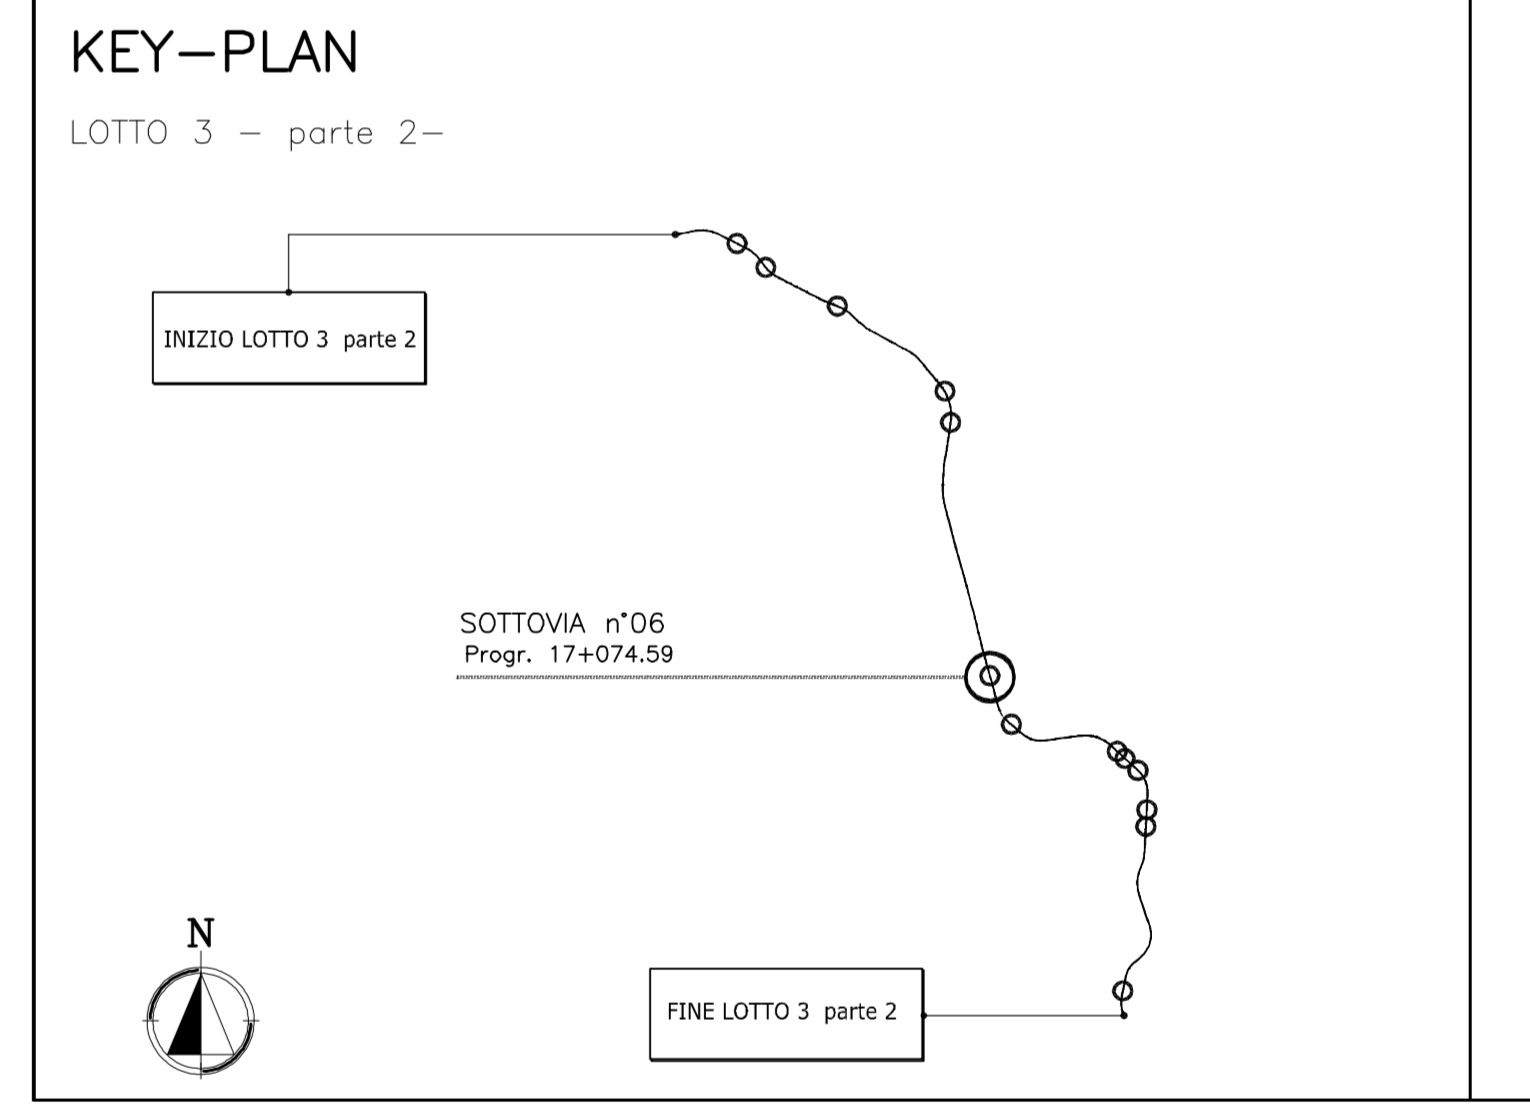 KEY-PLAN
LOTTO 3 - parte 2-
INIZIO LOTTO 3 parte 2
SOTTOVIA n°06
Progr. 17+074.59
N
FINE LOTTO 3 parte 2